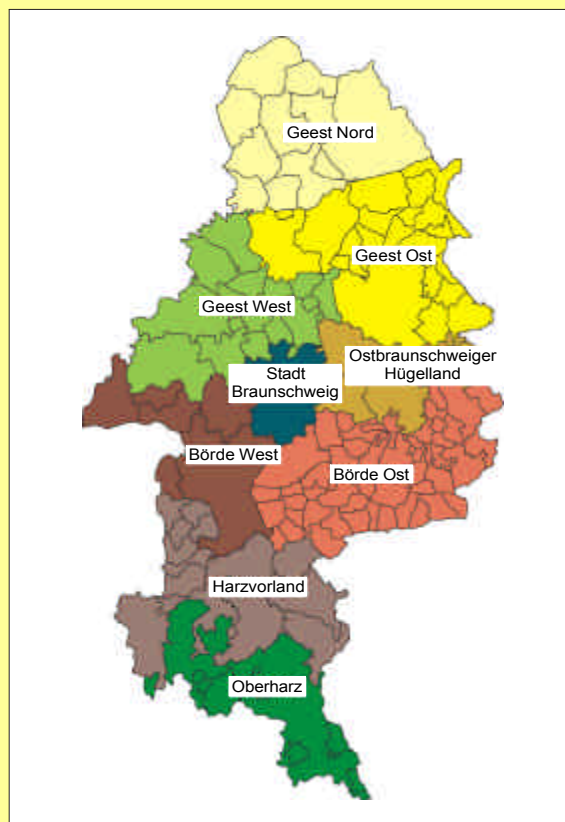 Geest Nord
Geest Ost
Geest West
Stadt
Braunschweig
Ostbraunschweiger
Hügelland
Börde West
Börde Ost
Harzvorland
Oberharz